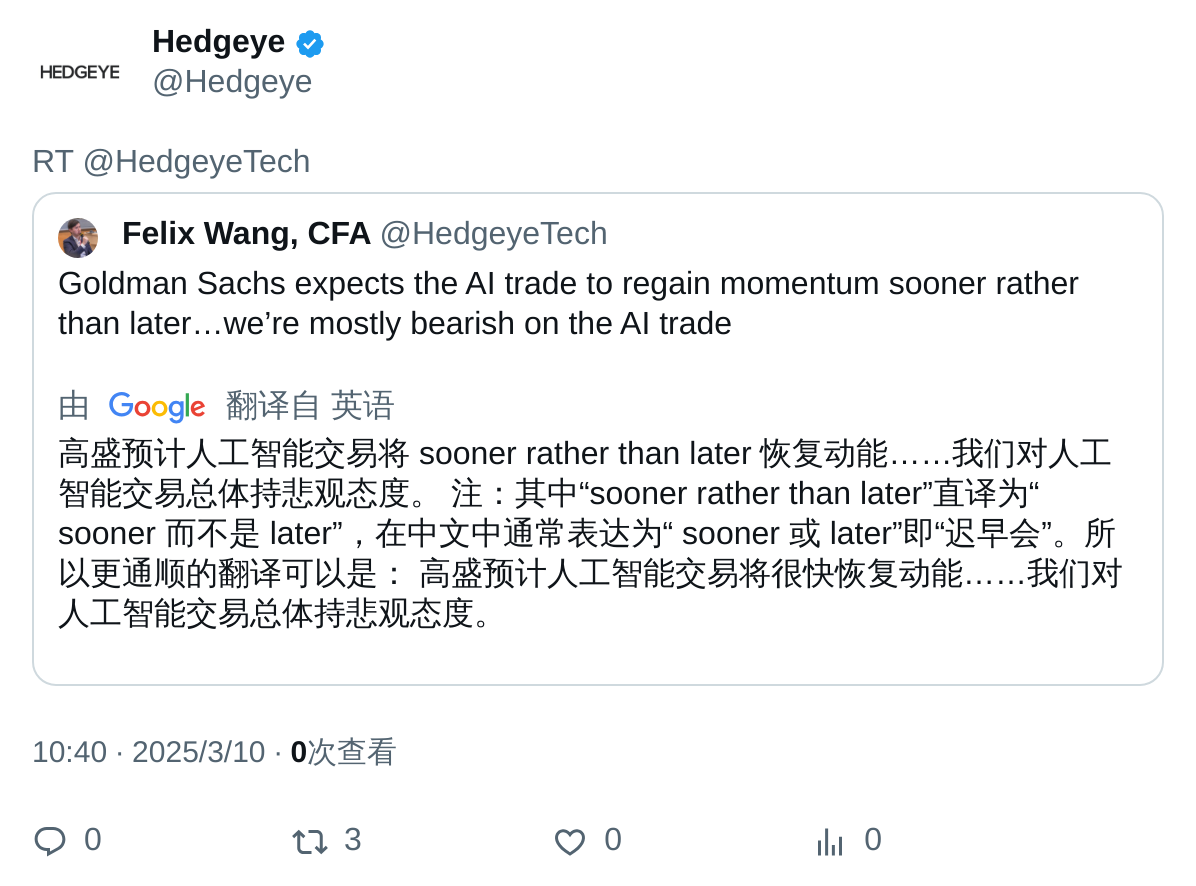 Hedgeye
HEDGEYE
@Hedgeye
RT @HedgeyeTech
Felix Wang, CFA @HedgeyeTech
Goldman Sachs expects the AI trade to regain momentum sooner rather
than later…we’re mostly bearish on the AI trade
由 Google 翻译自 英语
高盛预计人工智能交易将 sooner rather than later 恢复动能……我们对人工
智能交易总体持悲观态度。 注：其中“sooner rather than later”直译为“
sooner 而不是 later”，在中文中通常表达为“ sooner 或 later”即“迟早会”。所
以更通顺的翻译可以是： 高盛预计人工智能交易将很快恢复动能……我们对
人工智能交易总体持悲观态度。
10:40 · 2025/3/10 · 0次查看
0 3 0 0